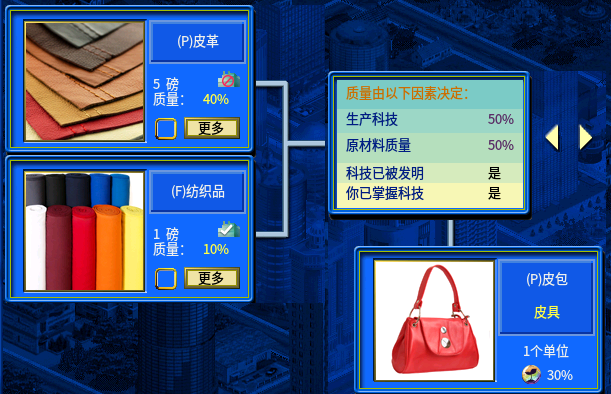 (P)皮革
5 磅
质量： 40%
更多
(F)纺织品
1 磅
质量： 10%
更多
质量由以下因素决定：
生产科技 50%
原材料质量 50%
科技已被发明 是
你已掌握科技 是
(P)皮包
皮具
1个单位
30%